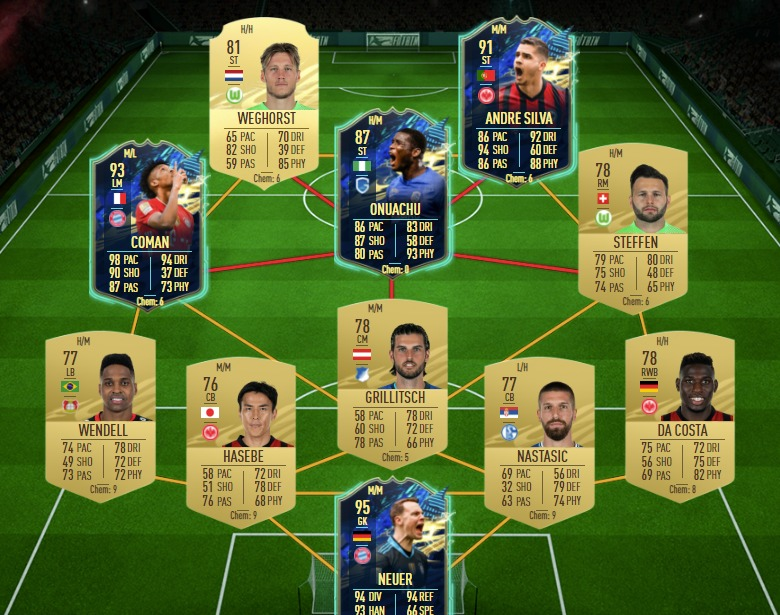 H/H
81
ST
WEGHORST
65 PAC 70 DRI
82 SHO 39 DEF
59 PAS 85 PHY
Chem: 6
M/M
91
ST
ANDRE SILVA
86 PAC 92 DRI
94 SHO 60 DEF
86 PAS 88 PHY
Chem: 6
M/L
93
LM
COMAN
98 PAC 94 DRI
90 SHO 37 DEF
87 PAS 73 PHY
Chem: 6
H/M
87
ST
ONUACHU
86 PAC 83 DRI
87 SHO 58 DEF
80 PAS 93 PHY
Chem: 0
H/M
78
RM
STEFFEN
79 PAC 80 DRI
75 SHO 48 DEF
74 PAS 65 PHY
Chem: 6
H/M
77
LB
WENDELL
74 PAC 78 DRI
49 SHO 72 DEF
73 PAS 72 PHY
Chem: 9
M/M
76
CB
HASEBE
58 PAC 72 DRI
51 SHO 78 DEF
76 PAS 68 PHY
Chem: 9
M/M
78
CM
GRILLITSCH
58 PAC 78 DRI
60 SHO 72 DEF
78 PAS 66 PHY
Chem: 5
L/H
77
CB
NASTASIC
69 PAC 56 DRI
32 SHO 79 DEF
63 PAS 74 PHY
Chem: 9
H/H
78
RWB
DA COSTA
75 PAC 72 DRI
56 SHO 75 DEF
69 PAS 82 PHY
Chem: 8
M/M
95
GK
NEUER
94 DIV 94 REF
93 HAN 66 SPE